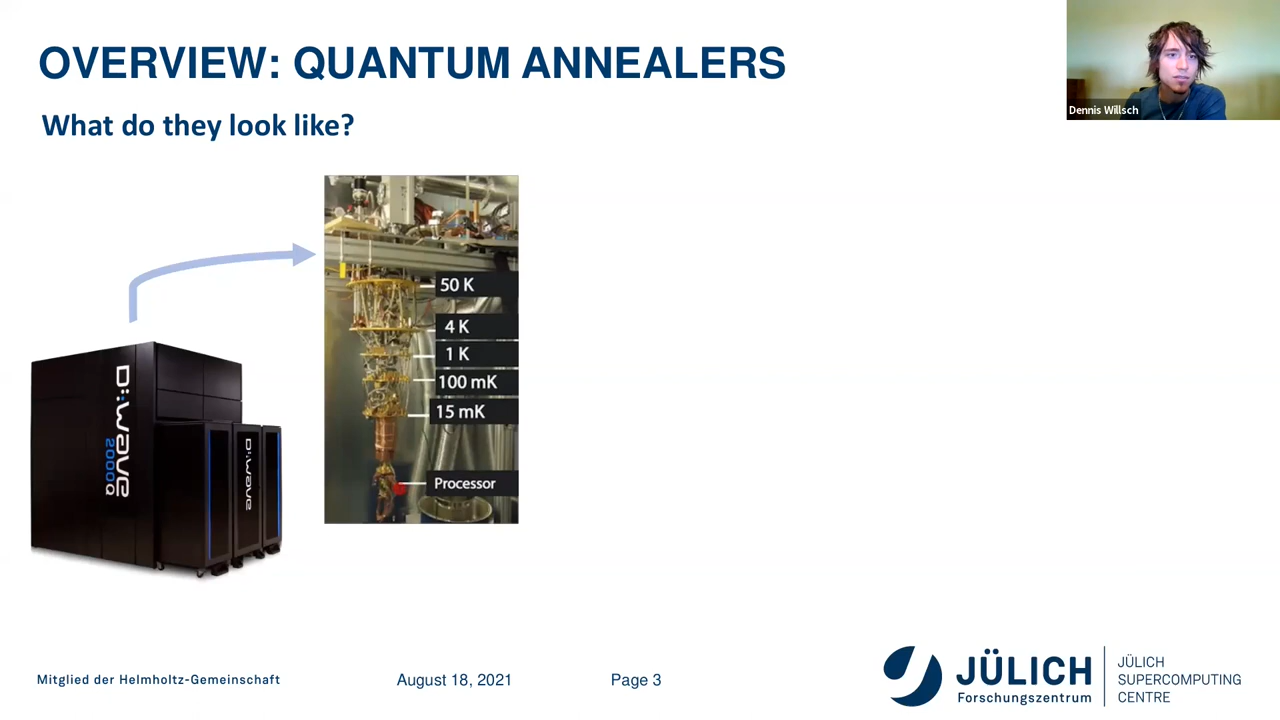 OVERVIEW: QUANTUM ANNEALERS
What do they look like?
Dennis Willsch
50 K
4 K
1 K
100 mK
15 mK
Processor
D:wave
2000Q
D:wave
Mitglied der Helmholtz-Gemeinschaft
August 18, 2021
Page 3
JÜLICH
Forschungszentrum
JÜLICH
SUPERCOMPUTING
CENTRE